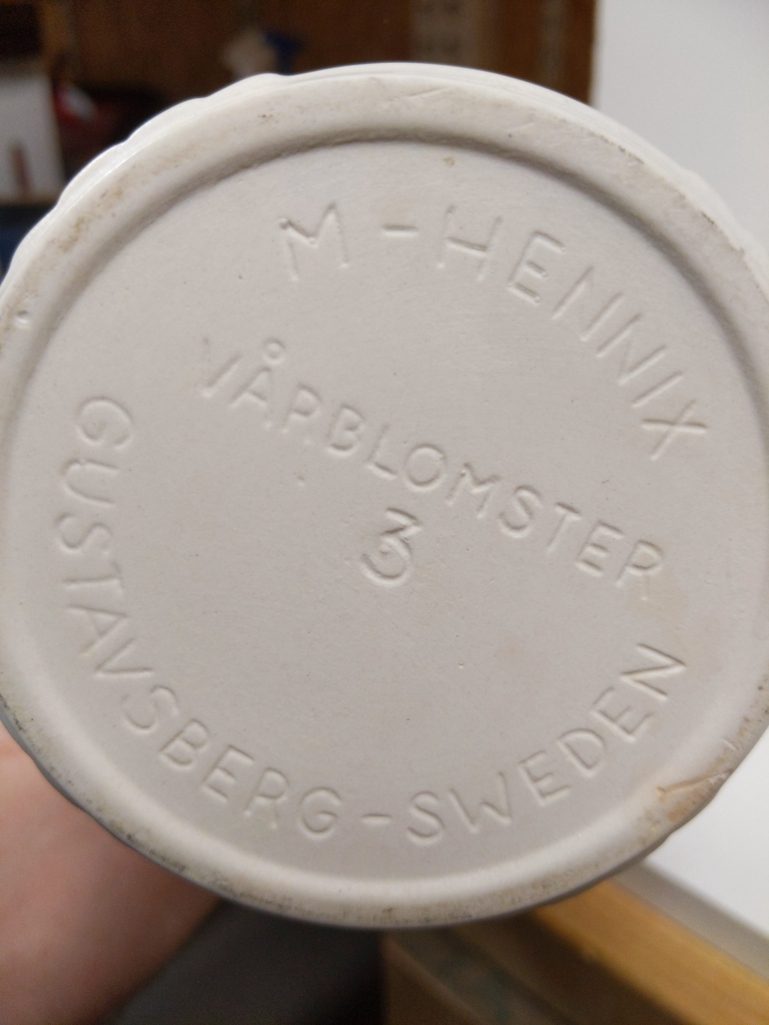 M-HENNIX
VÅRBLOMSTER
3
GUSTAVSBERG-SWEDEN